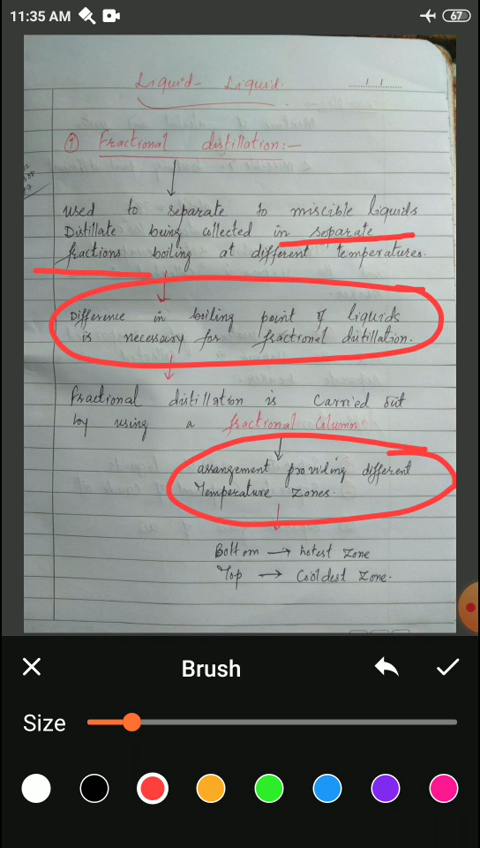 11:35 AM
67
Liquid - Liquid.
① Fractional distillation:-
used to separate to miscible liquids
Distillate being collected in separate
fractions boiling at different temperatures.
Difference in boiling point of liquids
is necessary for fractional distillation.
Fractional distillation is carried out
by using a fractional column
arrangement providing different
Temperature zones.
Bottom → hotest zone
Top → Cooldest zone.
Brush
Size